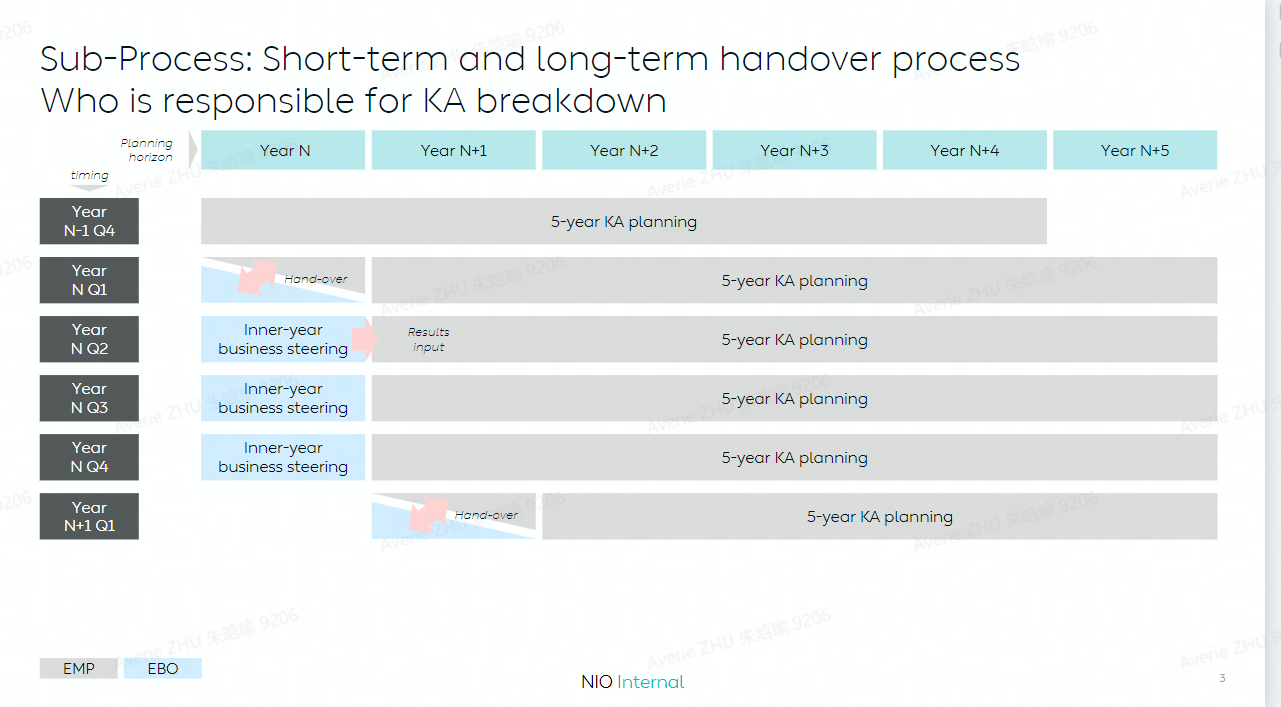 Sub-Process: Short-term and long-term handover process
Who is responsible for KA breakdown
Planning
horizon
Year N
Year N+1
Year N+2
Year N+3
Year N+4
Year N+5
timing
Year
N-1 Q4
5-year KA planning
Year
N Q1
Hand-over
5-year KA planning
Year
N Q2
Inner-year
business steering
Results
input
5-year KA planning
Year
N Q3
Inner-year
business steering
5-year KA planning
Year
N Q4
Inner-year
business steering
5-year KA planning
Year
N+1 Q1
Hand-over
5-year KA planning
EMP
EBO
NIO Internal
3
Averie ZHU 朱晗瑜 9206